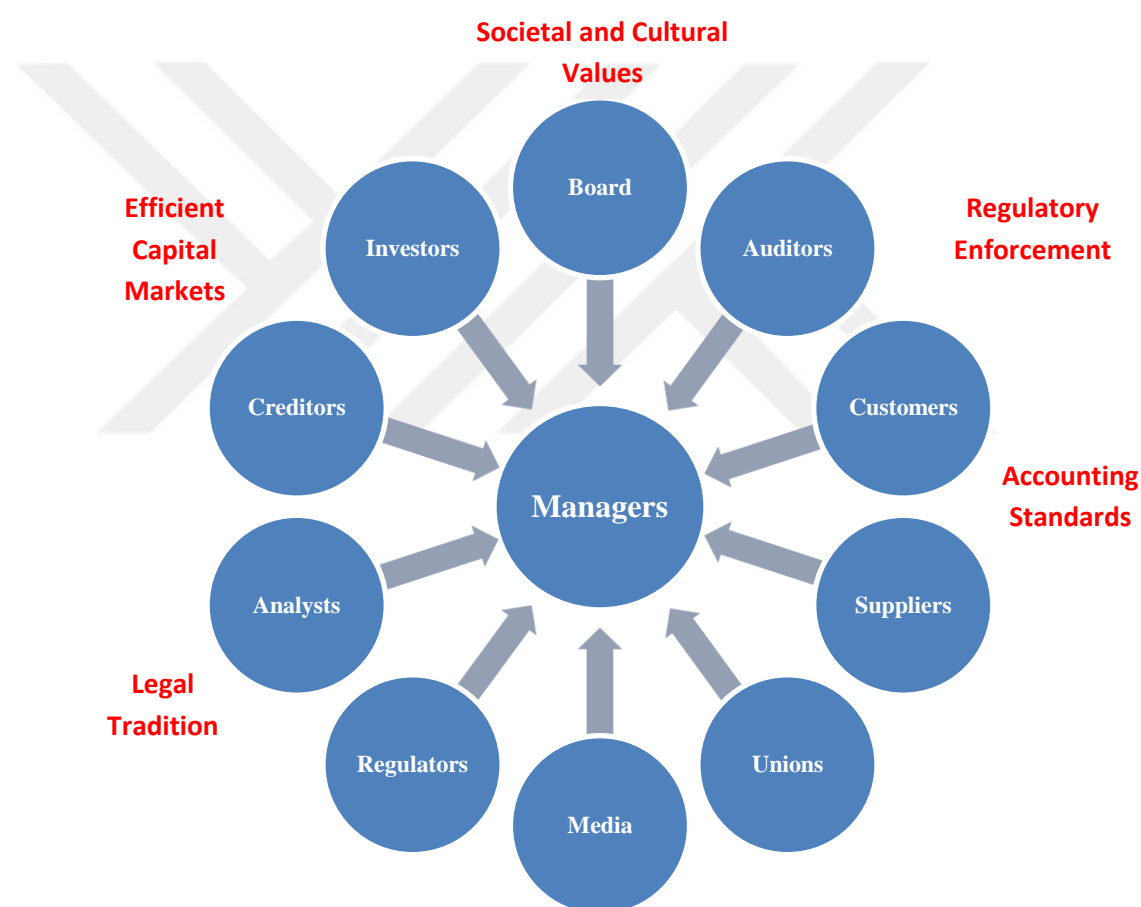 Societal and Cultural
Values
Board
Efficient
Capital
Markets
Investors
Auditors
Regulatory
Enforcement
Creditors
Customers
Managers
Accounting
Standards
Analysts
Suppliers
Legal
Tradition
Regulators
Unions
Media